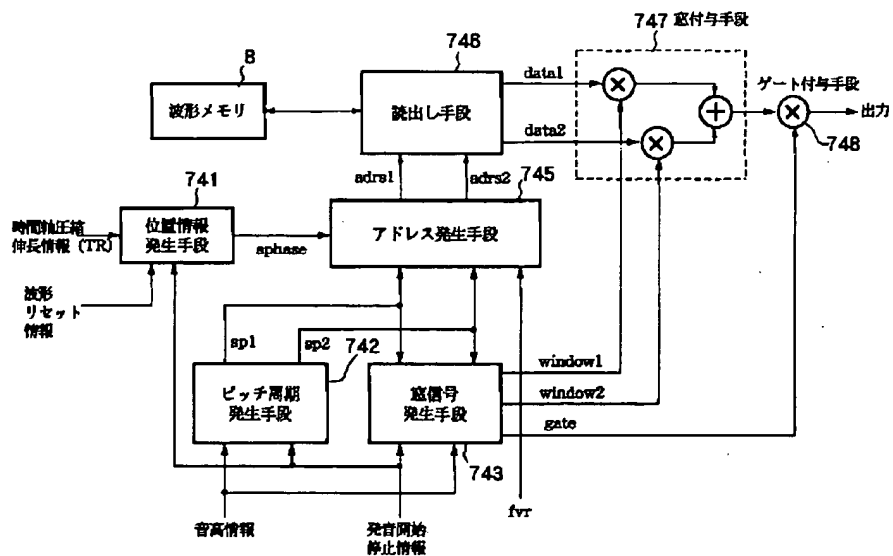 747 窓付与手段
746
8
data1
ゲート付与手段
波形メモリ
読出し手段
出力
data2
748
adrs1
adrs2
745
741
時間軸圧縮
伸長情報 (TR)
位置情報
発生手段
sphase
アドレス発生手段
波形
リセット
情報
sp1
sp2
742
window1
ピッチ周期
発生手段
窓信号
発生手段
window2
gate
743
音高情報
発音開始
停止情報
fvr